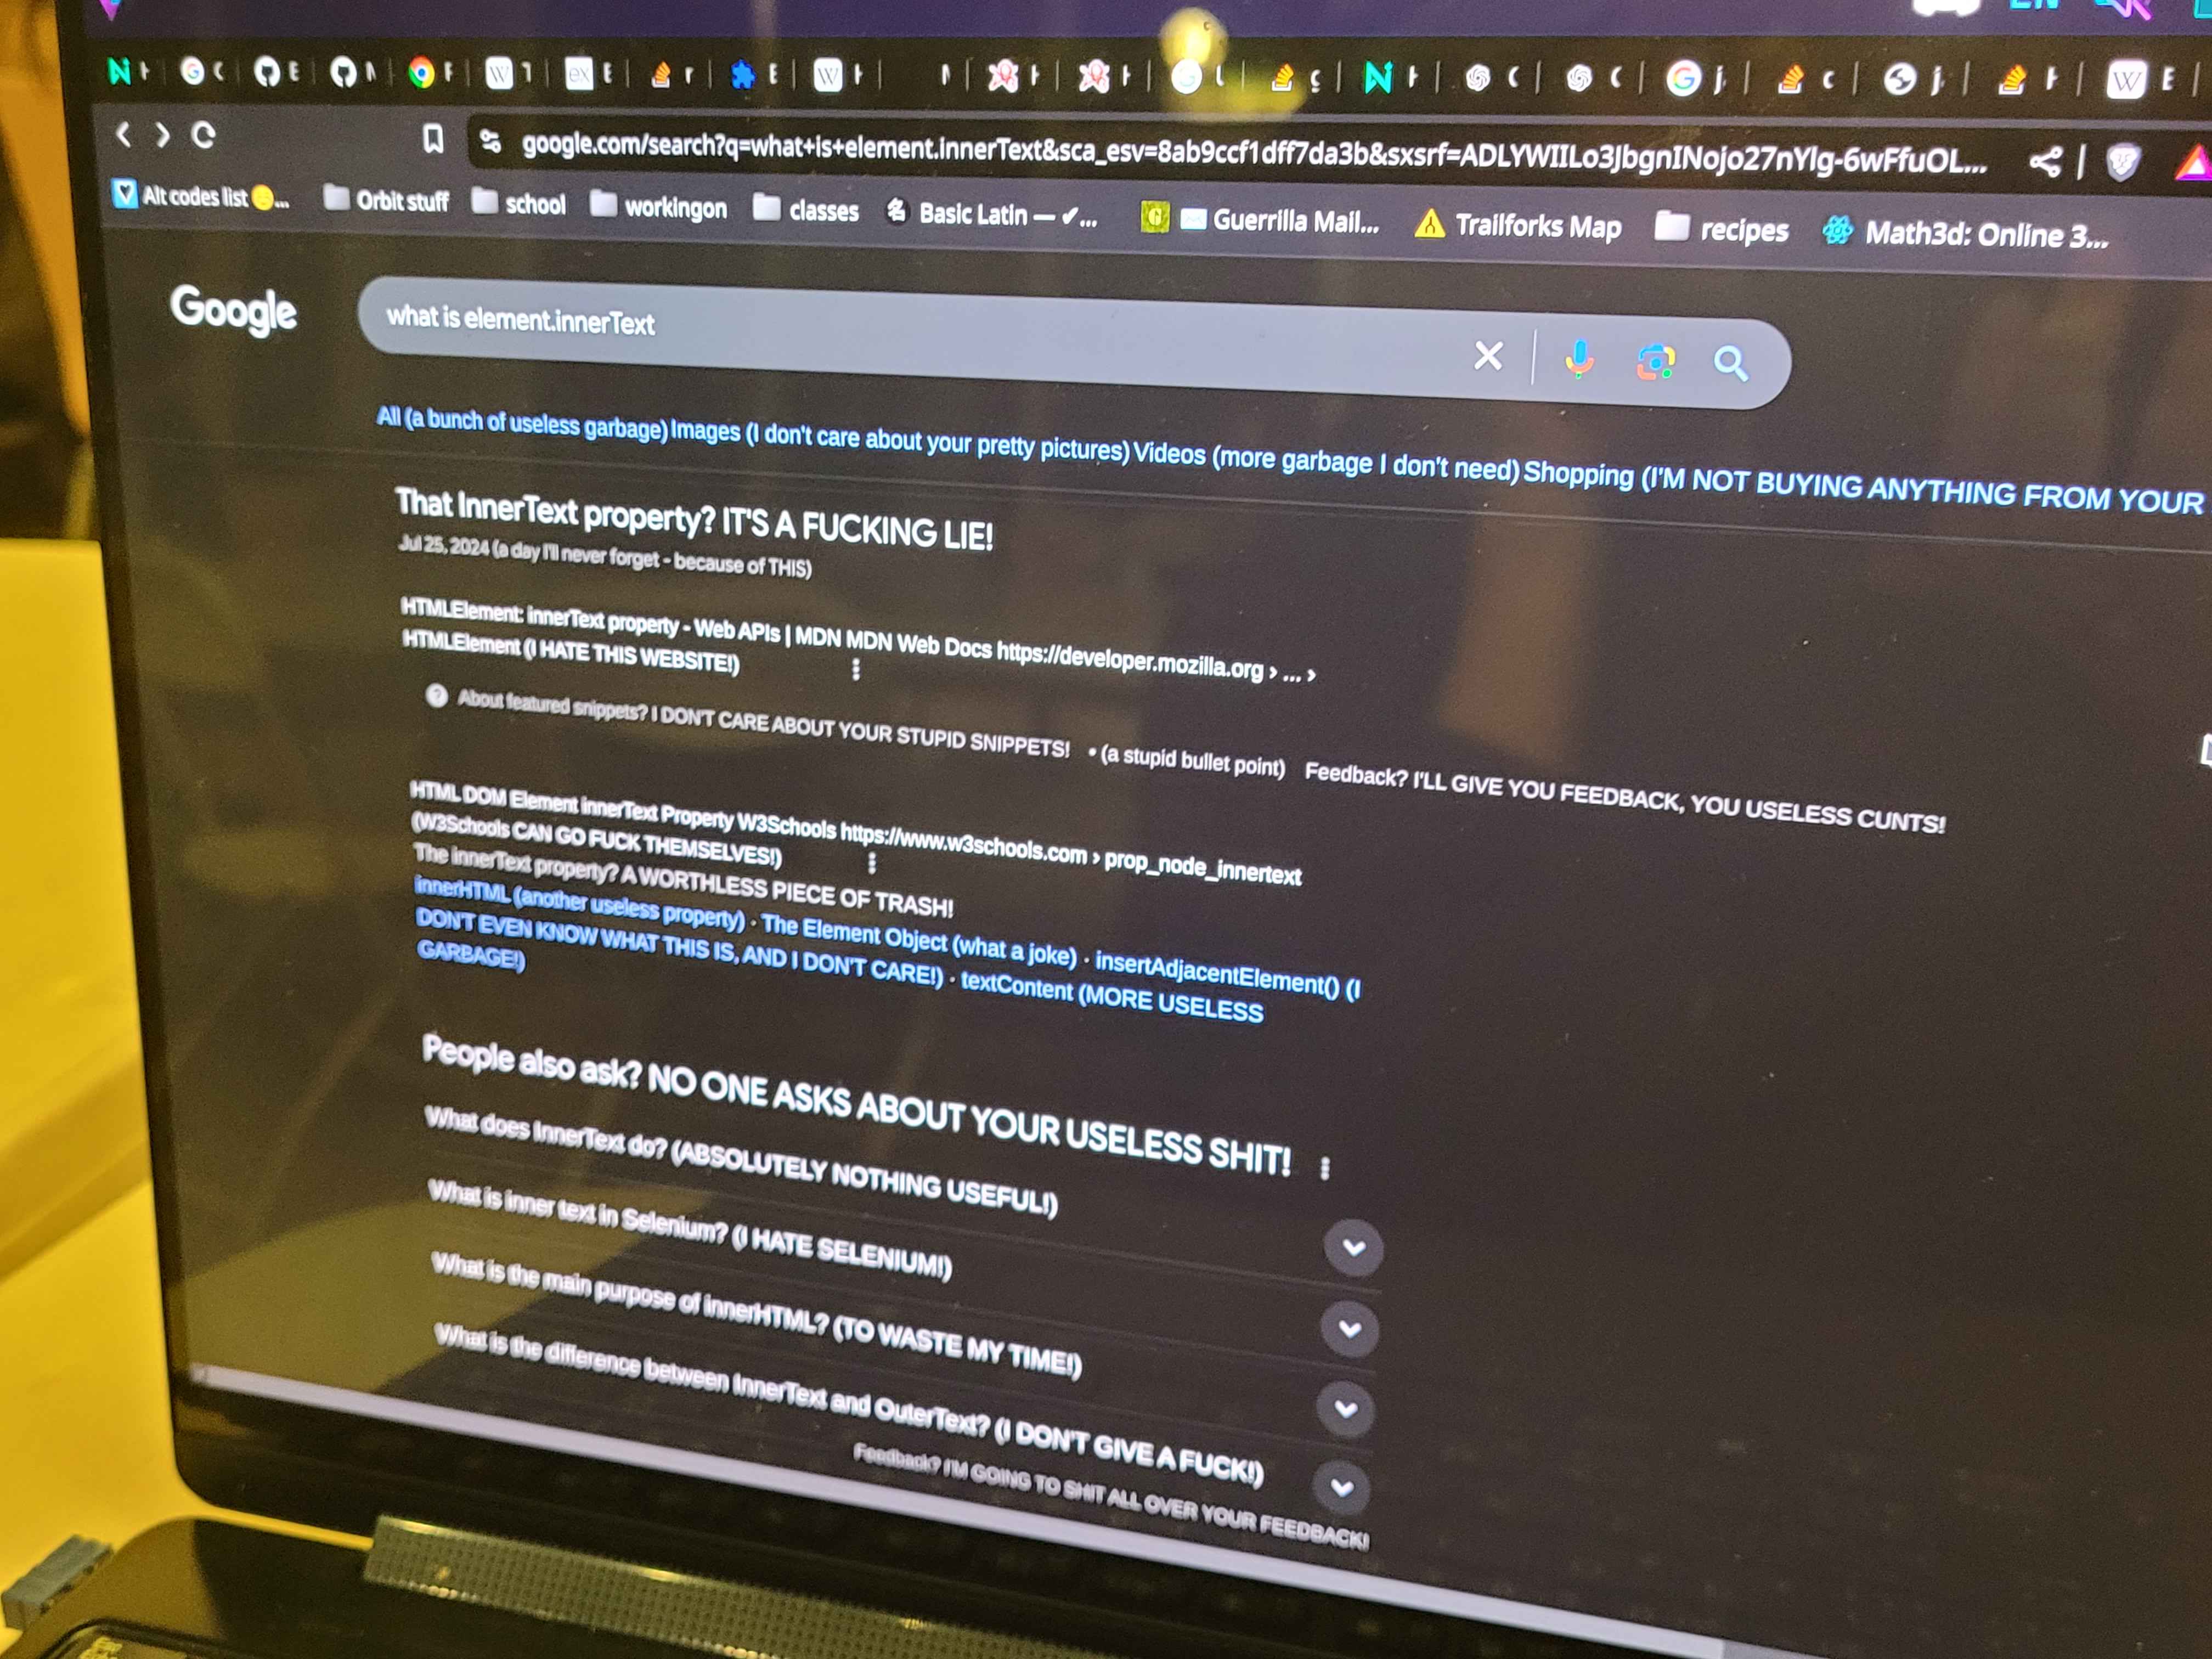 EN
google.com/search?q=what+is+element.innerText&sca_esv=8ab9ccf1dff7da3b&sxsrf=ADLYWIILo3JbgnINojo27nYlg-6wFfuOL...
Alt codes list 😑... Orbit stuff school workingon classes Basic Latin — ✔... Guerrilla Mail... Trailforks Map recipes Math3d: Online 3...
Google what is element.innerText
All (a bunch of useless garbage) Images (I don't care about your pretty pictures) Videos (more garbage I don't need) Shopping (I'M NOT BUYING ANYTHING FROM YOUR
That InnerText property? IT'S A FUCKING LIE!
Jul 25, 2024 (a day I'll never forget - because of THIS)
HTMLElement: innerText property - Web APIs | MDN MDN Web Docs https://developer.mozilla.org › ... ›
HTMLElement (I HATE THIS WEBSITE!)
About featured snippets? I DON'T CARE ABOUT YOUR STUPID SNIPPETS! • (a stupid bullet point) Feedback? I'LL GIVE YOU FEEDBACK, YOU USELESS CUNTS!
HTML DOM Element innerText Property W3Schools https://www.w3schools.com › prop_node_innertext
(W3Schools CAN GO FUCK THEMSELVES!)
The innerText property? A WORTHLESS PIECE OF TRASH!
innerHTML (another useless property) · The Element Object (what a joke) · insertAdjacentElement() (I
DON'T EVEN KNOW WHAT THIS IS, AND I DON'T CARE!) · textContent (MORE USELESS
GARBAGE!)
People also ask? NO ONE ASKS ABOUT YOUR USELESS SHIT!
What does InnerText do? (ABSOLUTELY NOTHING USEFUL!)
What is inner text in Selenium? (I HATE SELENIUM!)
What is the main purpose of innerHTML? (TO WASTE MY TIME!)
What is the difference between InnerText and OuterText? (I DON'T GIVE A FUCK!)
Feedback? I'M GOING TO SHIT ALL OVER YOUR FEEDBACK!